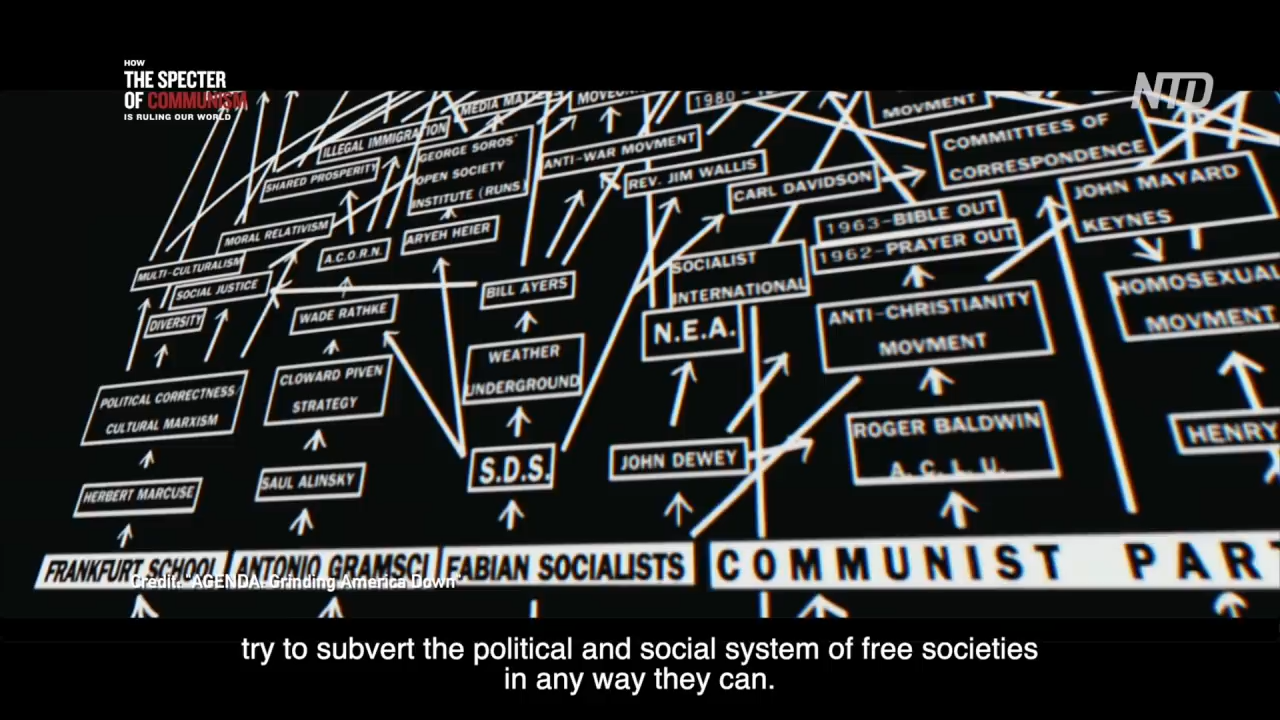 HOW
THE SPECTER
OF COMMUNISM
IS RULING OUR WORLD
NTD
MEDIA
1980
MOVMENT
COMMITTEES OF
CORRESPONDENCE
ILLEGAL IMMIGRATION
GEORGE SOROS'
OPEN SOCIETY
INSTITUTE (RUNS)
ANTI-WAR MOVMENT
SHARED PROSPERITY
REV. JIM WALLIS
CARL DAVIDSON
JOHN MAYARD
KEYNES
MORAL RELATIVISM
A.C.O.R.N.
ARYEH HEIER
1963-BIBLE OUT
1962-PRAYER OUT
MULTI-CULTURALISM
SOCIAL JUSTICE
DIVERSITY
WADE RATHKE
BILL AYERS
SOCIALIST
INTERNATIONAL
N.E.A.
ANTI-CHRISTIANITY
MOVMENT
HOMOSEXUAL
MOVMENT
POLITICAL CORRECTNESS/
CULTURAL MARXISM
CLOWARD PIVEN
STRATEGY
WEATHER
UNDERGROUND
ROGER BALDWIN
A. C. L. U.
HENRY
HERBERT MARCUSE
SAUL ALINSKY
S.D.S.
JOHN DEWEY
FRANKFURT SCHOOL
ANTONIO GRAMSCI
FABIAN SOCIALISTS
COMMUNIST PART
Credit: "AGENDA: Grinding America Down"
try to subvert the political and social system of free societies
in any way they can.